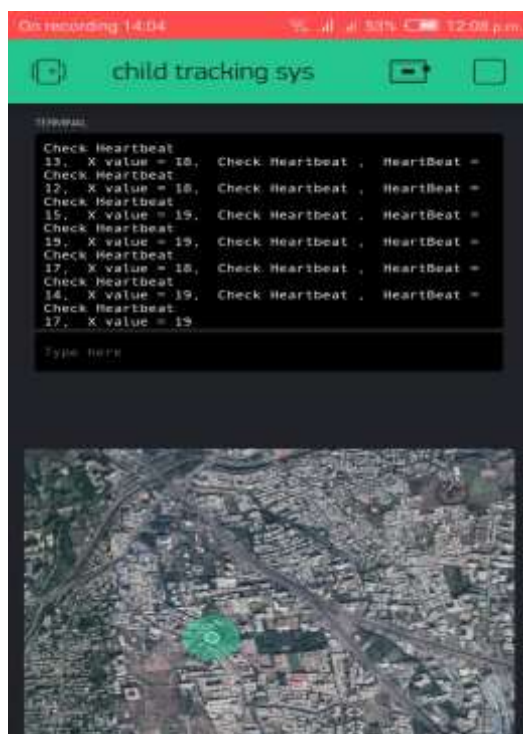 On recording 14:04 53% 12:08 p.m.
child tracking sys
TERMINAL
Check Heartbeat
13, X value = 18, Check Heartbeat , HeartBeat =
Check Heartbeat
12, X value = 18, Check Heartbeat , HeartBeat =
Check Heartbeat
15, X value = 19, Check Heartbeat , HeartBeat =
Check Heartbeat
19, X value = 19, Check Heartbeat , HeartBeat =
Check Heartbeat
17, X value = 18, Check Heartbeat , HeartBeat =
Check Heartbeat
14, X value = 19, Check Heartbeat , HeartBeat =
Check Heartbeat
17, X value = 19
Type here